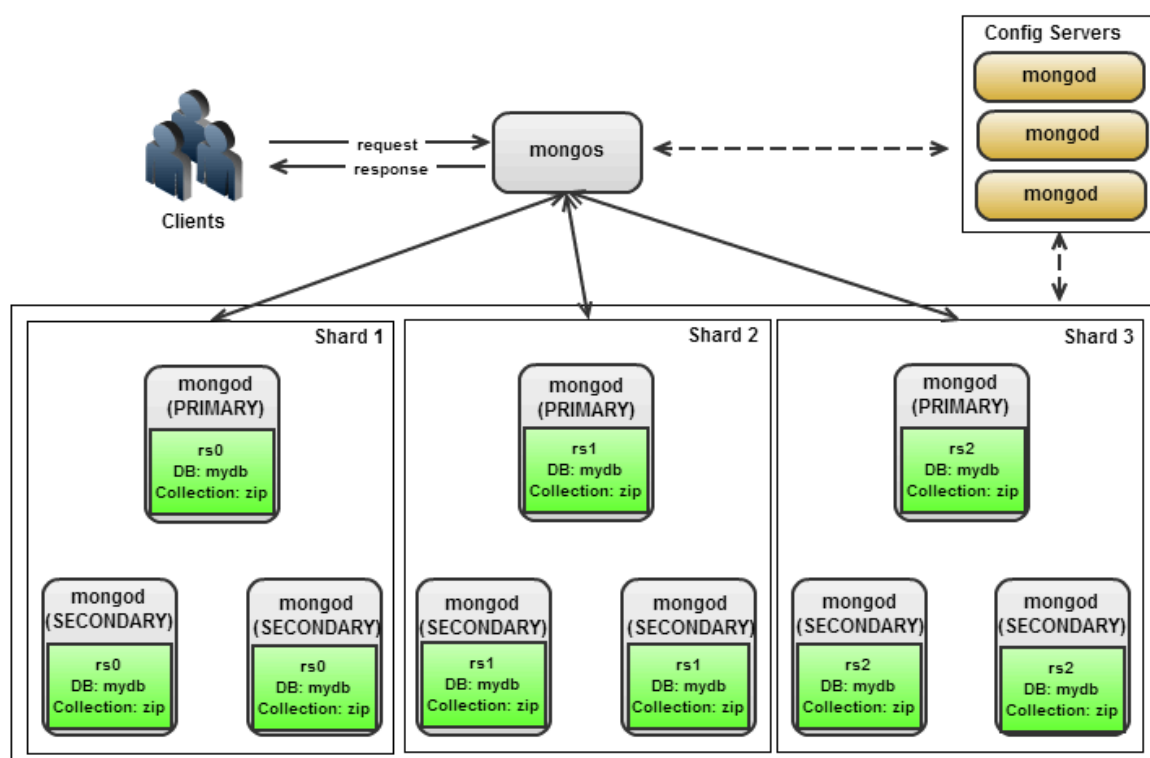 Config Servers
mongod
mongod
mongod
request
response
mongos
Clients
Shard 1
mongod
(PRIMARY)
rs0
DB: mydb
Collection: zip
mongod
(SECONDARY)
rs0
DB: mydb
Collection: zip
mongod
(SECONDARY)
rs0
DB: mydb
Collection: zip
Shard 2
mongod
(PRIMARY)
rs1
DB: mydb
Collection: zip
mongod
(SECONDARY)
rs1
DB: mydb
Collection: zip
mongod
(SECONDARY)
rs1
DB: mydb
Collection: zip
Shard 3
mongod
(PRIMARY)
rs2
DB: mydb
Collection: zip
mongod
(SECONDARY)
rs2
DB: mydb
Collection: zip
mongod
(SECONDARY)
rs2
DB: mydb
Collection: zip